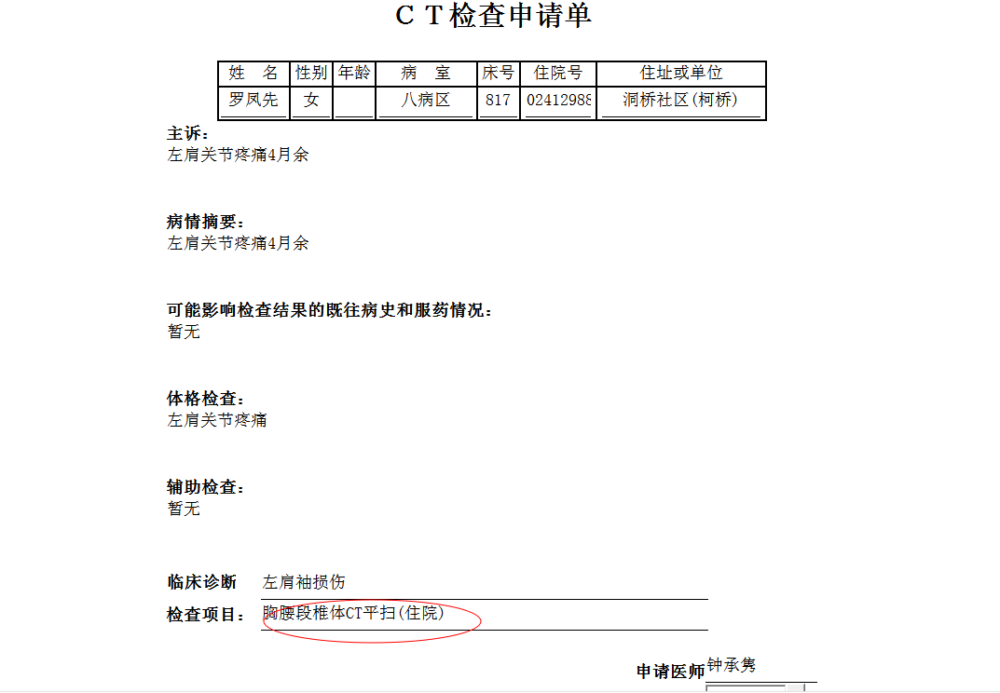 CT检查申请单
姓 名 性别 年龄 病 室 床号 住院号 住址或单位
罗凤先 女 八病区 817 02412988 洞桥社区(柯桥)
主诉:
左肩关节疼痛4月余
病情摘要:
左肩关节疼痛4月余
可能影响检查结果的既往病史和服药情况:
暂无
体格检查:
左肩关节疼痛
辅助检查:
暂无
临床诊断 左肩袖损伤
检查项目: 胸腰段椎体CT平扫(住院)
申请医师 钟承隽